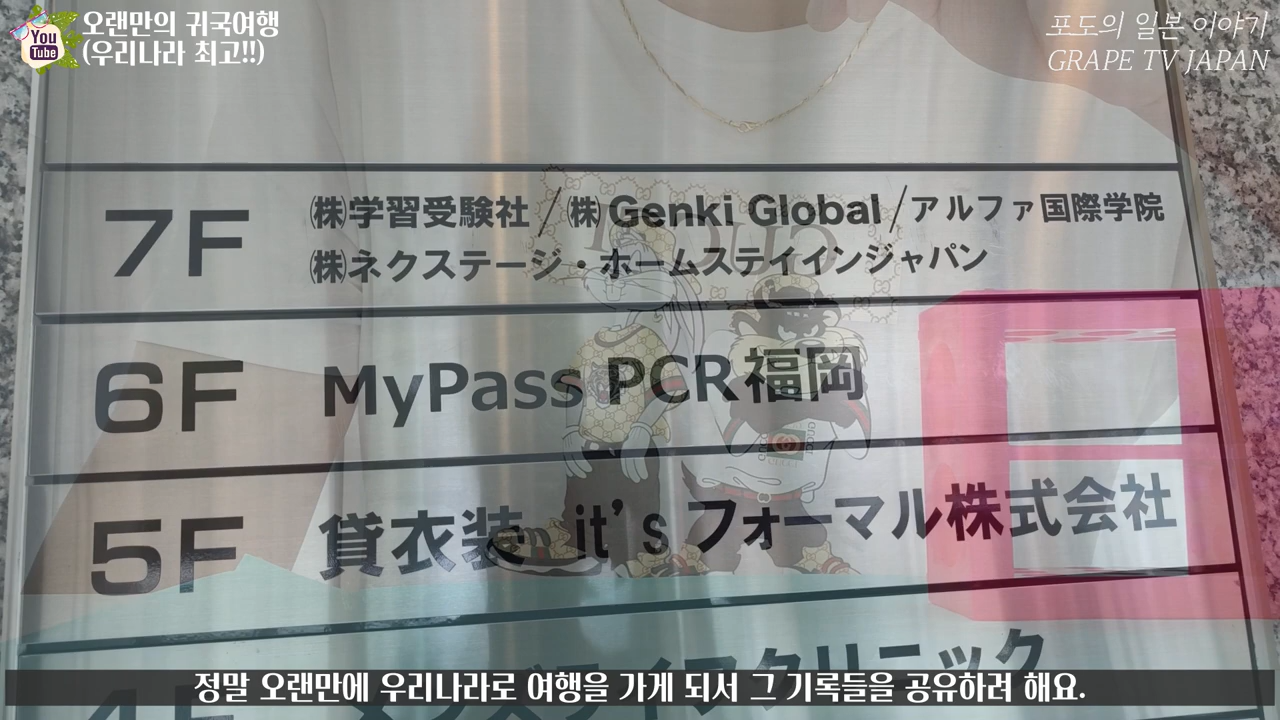 You
Tube
오랜만의 귀국여행
(우리나라 최고!!)
포도의 일본 이야기
GRAPE TV JAPAN
7F
㈱学習受験社/㈱Genki Global/アルファ国際学院
㈱ネクステージ・ホームステイインジャパン
6F
MyPass PCR福岡
5F
貸衣装 it's フォーマル株式会社
정말 오랜만에 우리나라로 여행을 가게 되서 그 기록들을 공유하려 해요.